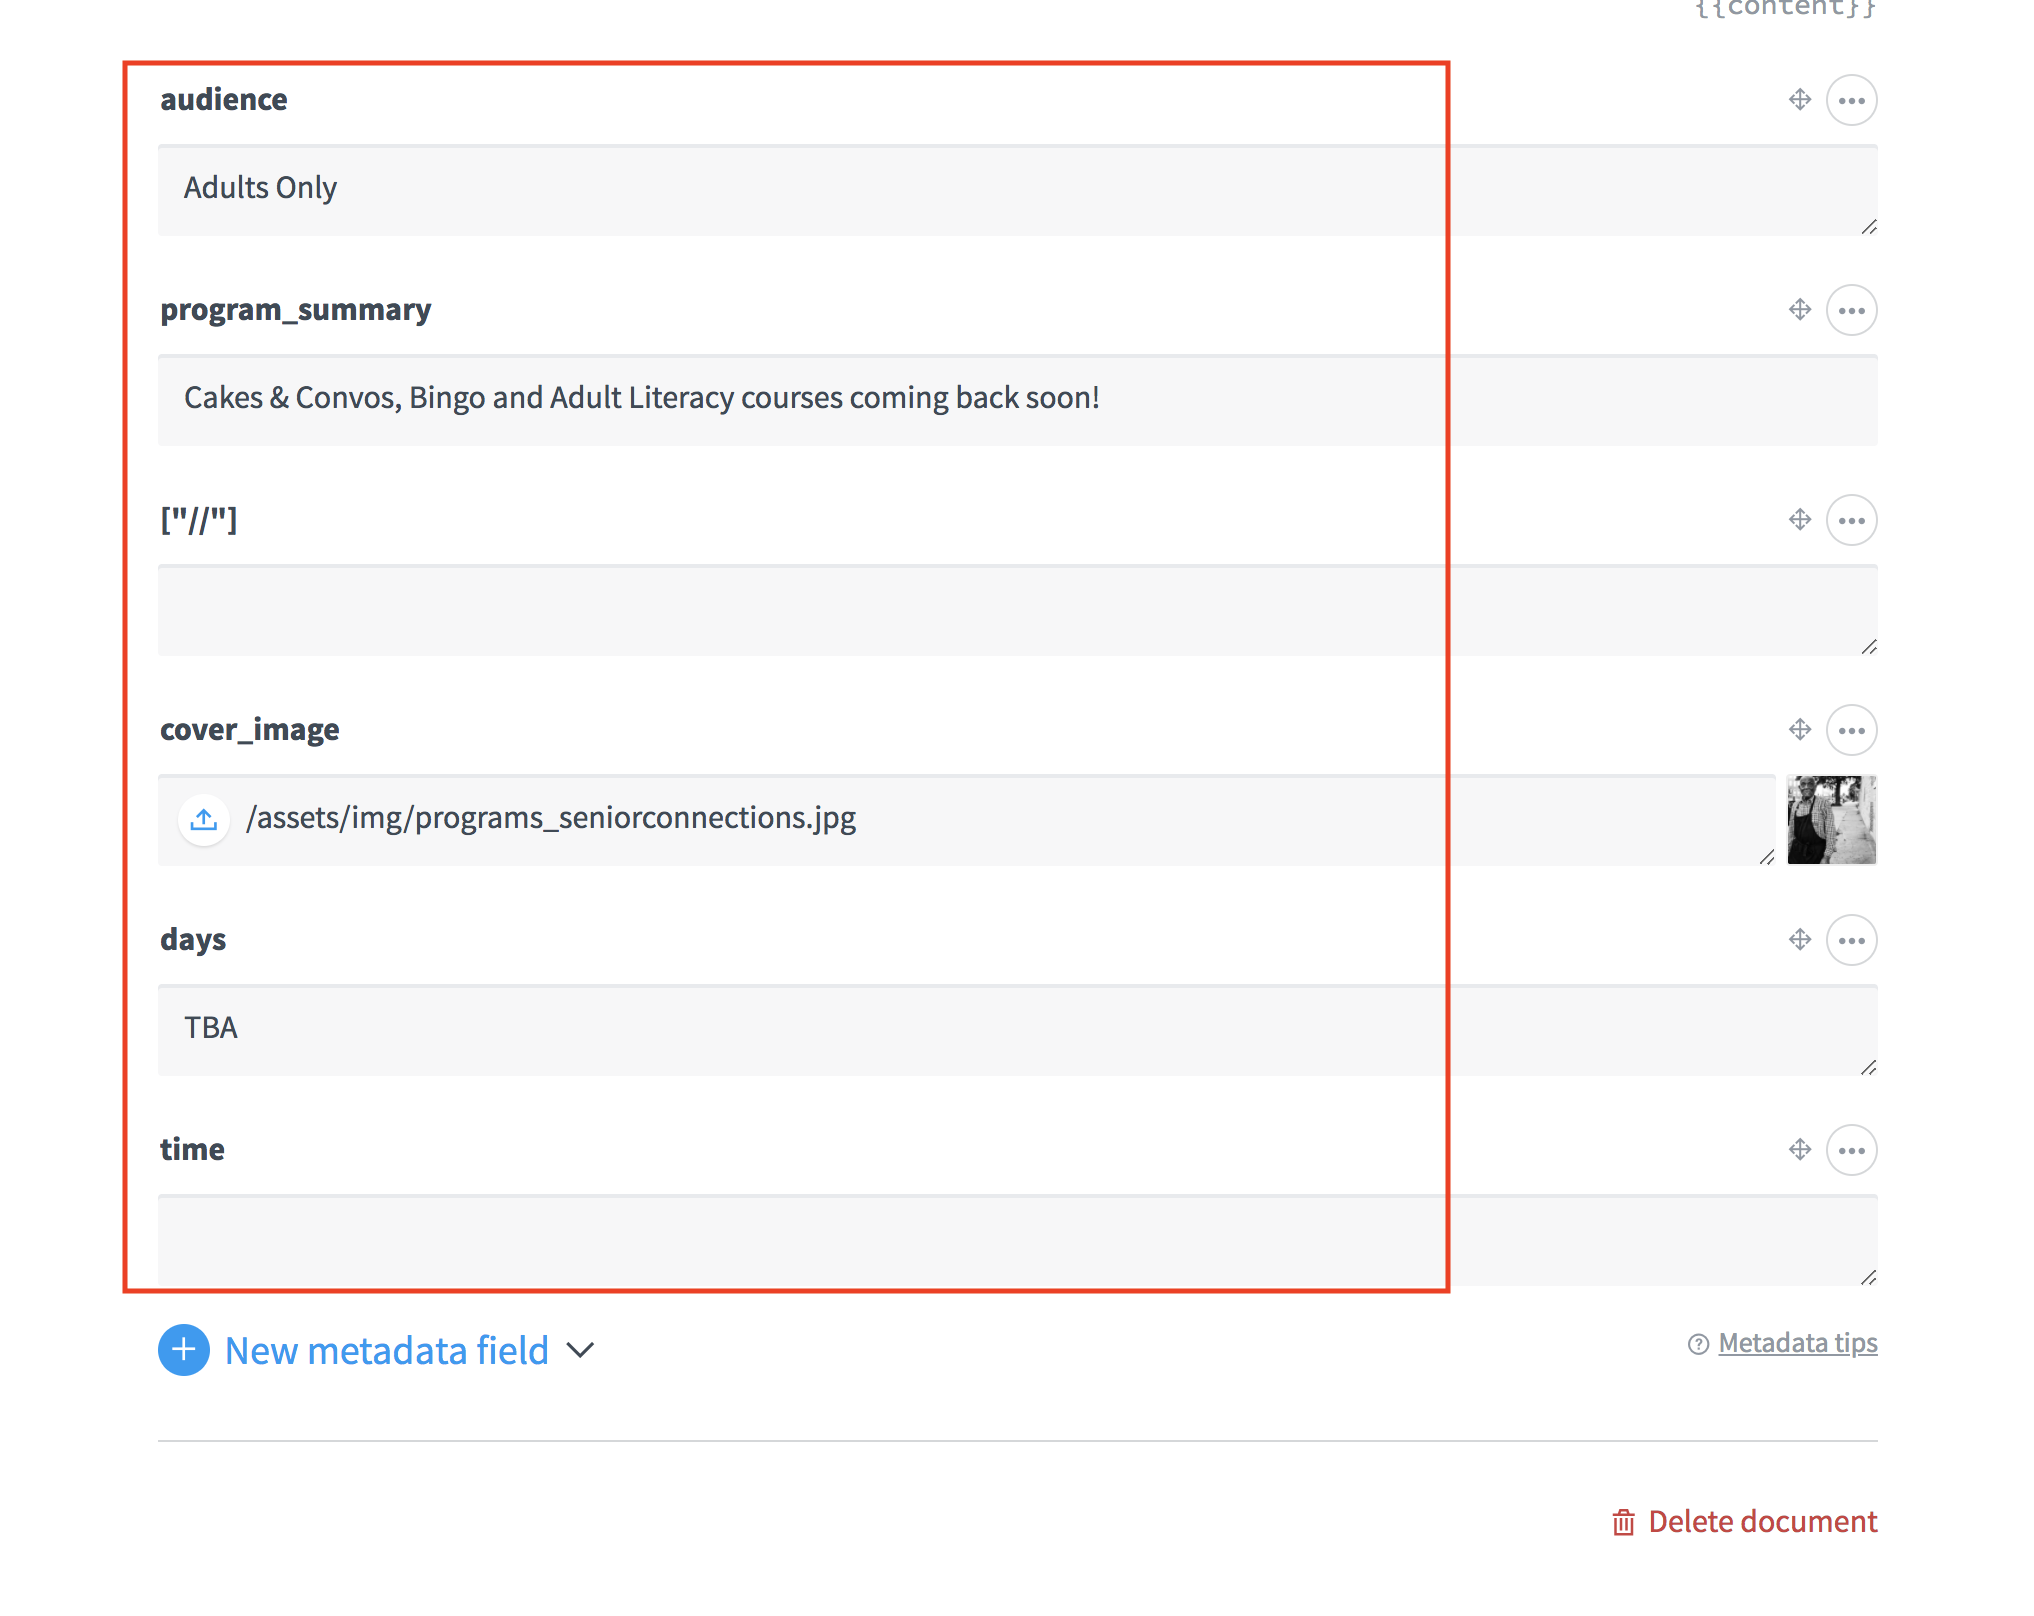 {{content}}
audience
Adults Only
program_summary
Cakes & Convos, Bingo and Adult Literacy courses coming back soon!
["//"]
cover_image
/assets/img/programs_seniorconnections.jpg
days
TBA
time
New metadata field
Metadata tips
Delete document